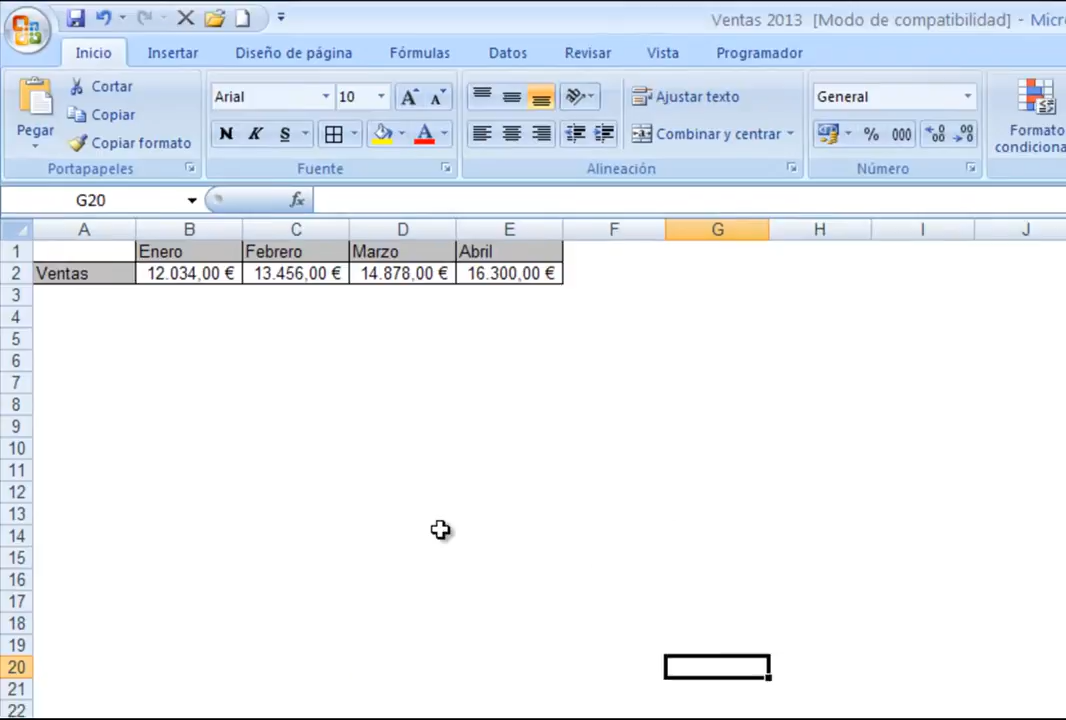 Ventas 2013 [Modo de compatibilidad] -
Inicio Insertar Diseño de página Fórmulas Datos Revisar Vista Programador
Pegar
Cortar
Copiar
Copiar formato
Portapapeles
Arial 10
N K S
Fuente
Ajustar texto
Combinar y centrar
Alineación
General
% 000
Número
Formato
G20 fx
A B C D E F G H I J
1 Enero Febrero Marzo Abril
2 Ventas 12.034,00 € 13.456,00 € 14.878,00 € 16.300,00 €
3
4
5
6
7
8
9
10
11
12
13
14
15
16
17
18
19
20
21
22